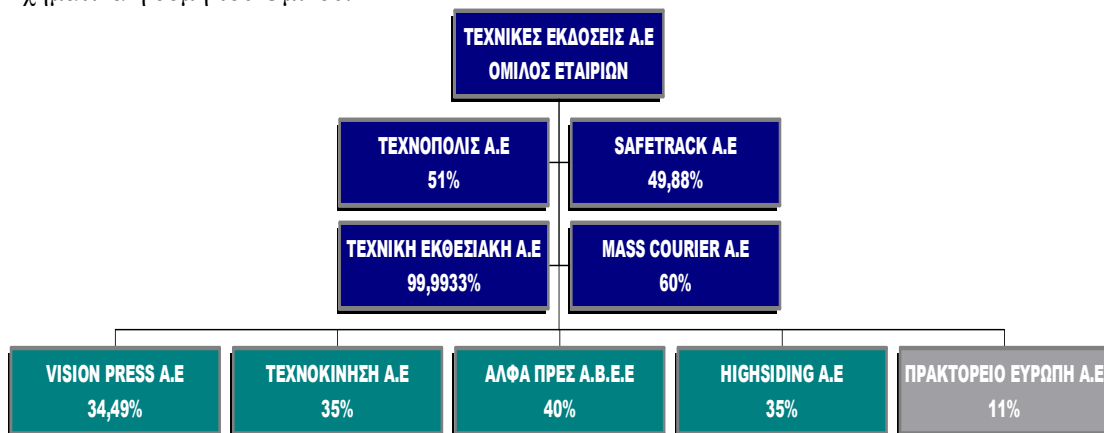 ΤΕΧΝΙΚΕΣ ΕΚΔΟΣΕΙΣ Α.Ε
ΟΜΙΛΟΣ ΕΤΑΙΡΙΩΝ
ΤΕΧΝΟΠΟΛΙΣ Α.Ε
51%
SAFETRACK Α.Ε
49,88%
ΤΕΧΝΙΚΗ ΕΚΘΕΣΙΑΚΗ Α.Ε
99,9933%
MASS COURIER Α.Ε
60%
VISION PRESS Α.Ε
34,49%
ΤΕΧΝΟΚΙΝΗΣΗ Α.Ε
35%
ΑΛΦΑ ΠΡΕΣ Α.Β.Ε.Ε
40%
HIGHSIDING Α.Ε
35%
ΠΡΑΚΤΟΡΕΙΟ ΕΥΡΩΠΗ Α.Ε
11%